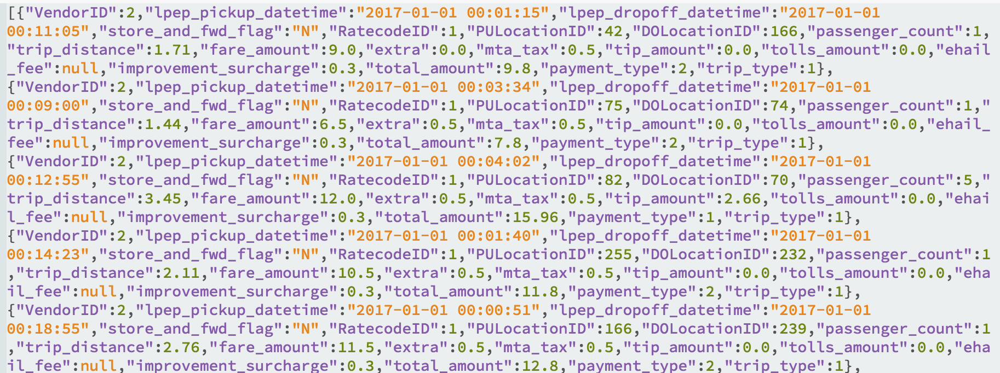 [{"VendorID":2,"lpep_pickup_datetime":"2017-01-01 00:01:15","lpep_dropoff_datetime":"2017-01-01
00:11:05","store_and_fwd_flag":"N","RatecodeID":1,"PULocationID":42,"DOLocationID":166,"passenger_count":1,
"trip_distance":1.71,"fare_amount":9.0,"extra":0.0,"mta_tax":0.5,"tip_amount":0.0,"tolls_amount":0.0,"ehail
_fee":null,"improvement_surcharge":0.3,"total_amount":9.8,"payment_type":2,"trip_type":1},
{"VendorID":2,"lpep_pickup_datetime":"2017-01-01 00:03:34","lpep_dropoff_datetime":"2017-01-01
00:09:00","store_and_fwd_flag":"N","RatecodeID":1,"PULocationID":75,"DOLocationID":74,"passenger_count":1,"
trip_distance":1.44,"fare_amount":6.5,"extra":0.5,"mta_tax":0.5,"tip_amount":0.0,"tolls_amount":0.0,"ehail_
fee":null,"improvement_surcharge":0.3,"total_amount":7.8,"payment_type":2,"trip_type":1},
{"VendorID":2,"lpep_pickup_datetime":"2017-01-01 00:04:02","lpep_dropoff_datetime":"2017-01-01
00:12:55","store_and_fwd_flag":"N","RatecodeID":1,"PULocationID":82,"DOLocationID":70,"passenger_count":5,"
trip_distance":3.45,"fare_amount":12.0,"extra":0.5,"mta_tax":0.5,"tip_amount":2.66,"tolls_amount":0.0,"ehai
l_fee":null,"improvement_surcharge":0.3,"total_amount":15.96,"payment_type":1,"trip_type":1},
{"VendorID":2,"lpep_pickup_datetime":"2017-01-01 00:01:40","lpep_dropoff_datetime":"2017-01-01
00:14:23","store_and_fwd_flag":"N","RatecodeID":1,"PULocationID":255,"DOLocationID":232,"passenger_count":1
,"trip_distance":2.11,"fare_amount":10.5,"extra":0.5,"mta_tax":0.5,"tip_amount":0.0,"tolls_amount":0.0,"eha
il_fee":null,"improvement_surcharge":0.3,"total_amount":11.8,"payment_type":2,"trip_type":1},
{"VendorID":2,"lpep_pickup_datetime":"2017-01-01 00:00:51","lpep_dropoff_datetime":"2017-01-01
00:18:55","store_and_fwd_flag":"N","RatecodeID":1,"PULocationID":166,"DOLocationID":239,"passenger_count":1
,"trip_distance":2.76,"fare_amount":11.5,"extra":0.5,"mta_tax":0.5,"tip_amount":0.0,"tolls_amount":0.0,"eha
il_fee":null,"improvement_surcharge":0.3,"total_amount":12.8,"payment_type":2,"trip_type":1},